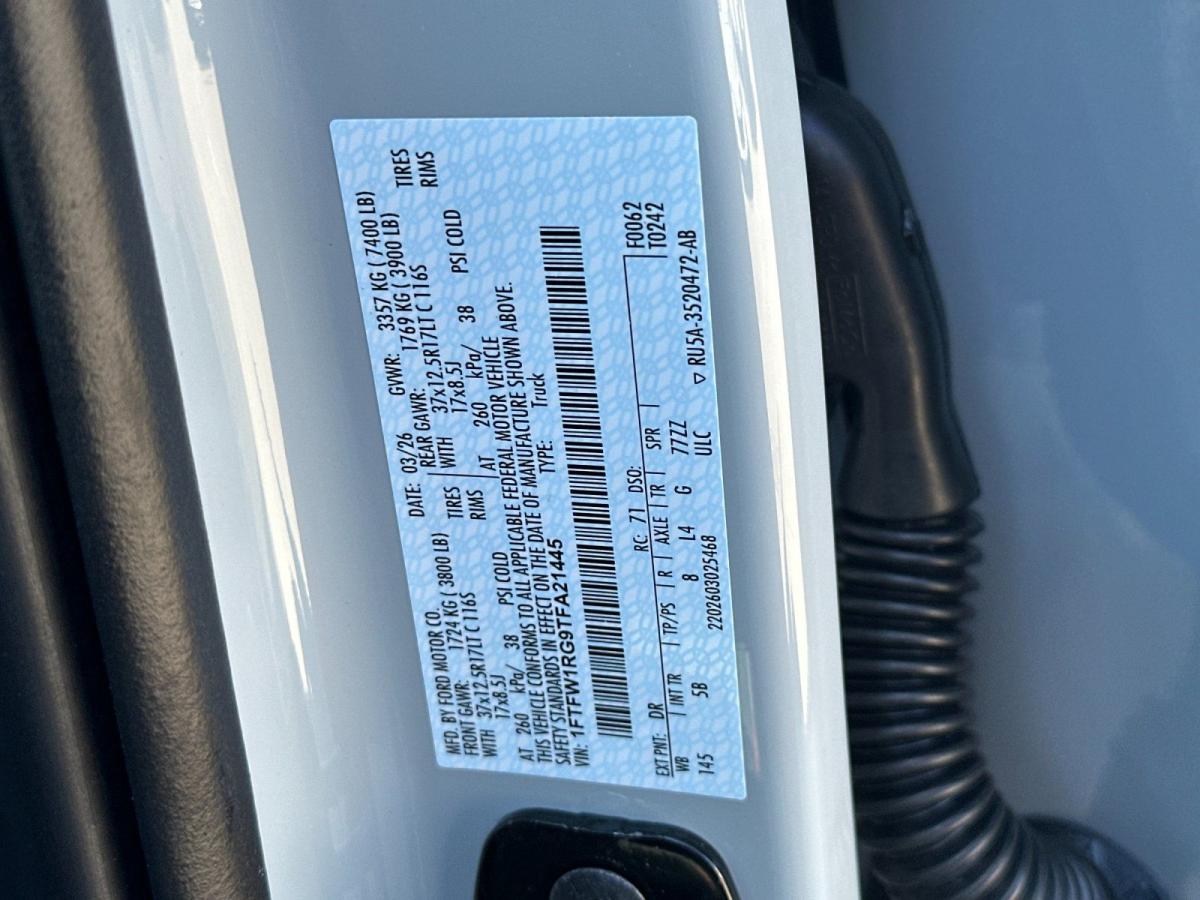 MFD. BY FORD MOTOR CO.
DATE: 03/26
GVWR: 3357 KG ( 7400 LB)
FRONT GAWR: 1724 KG ( 3800 LB)
REAR GAWR: 1769 KG ( 3900 LB)
WITH 37x12.5R17LT C 116S TIRES
WITH 37x12.5R17LT C 116S TIRES
17x8.5J RIMS
17x8.5J RIMS
AT 260 kPa/ 38 PSI COLD
AT 260 kPa/ 38 PSI COLD
THIS VEHICLE CONFORMS TO ALL APPLICABLE FEDERAL MOTOR VEHICLE
SAFETY STANDARDS IN EFFECT ON THE DATE OF MANUFACTURE SHOWN ABOVE.
VIN: 1FTFW1RG9TFA21445
TYPE: Truck
EXT PNT: DR RC: 71 DSO: F0062
WB INT TR TP/PS R AXLE TR SPR T0242
145 5B 8 L4 G 77ZZ
2202603025468 ULC ▽ RU5A-3520472-AB